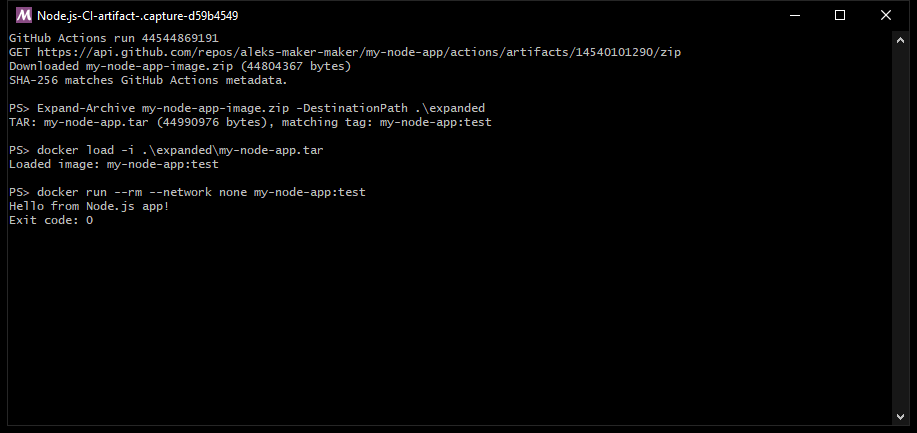 Node.js-CI-artifact-.capture-d59b4549
GitHub Actions run 44544869191
GET https://api.github.com/repos/aleks-maker-maker/my-node-app/actions/artifacts/14540101290/zip
Downloaded my-node-app-image.zip (44804367 bytes)
SHA-256 matches GitHub Actions metadata.
PS> Expand-Archive my-node-app-image.zip -DestinationPath .\expanded
TAR: my-node-app.tar (44990976 bytes), matching tag: my-node-app:test
PS> docker load -i .\expanded\my-node-app.tar
Loaded image: my-node-app:test
PS> docker run --rm --network none my-node-app:test
Hello from Node.js app!
Exit code: 0